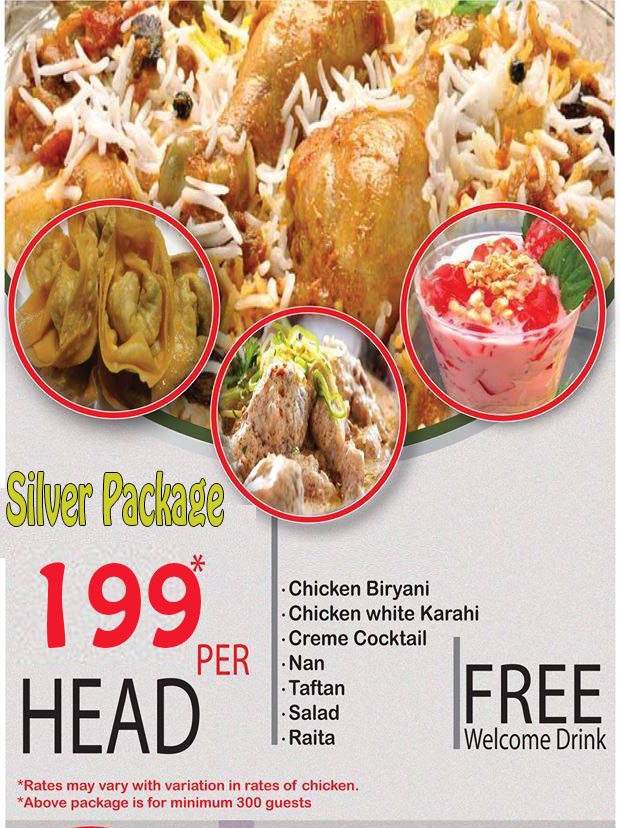 Silver Package
199*
PER
HEAD
· Chicken Biryani
· Chicken white Karahi
· Creme Cocktail
· Nan
· Taftan
· Salad
· Raita
FREE
Welcome Drink
*Rates may vary with variation in rates of chicken.
*Above package is for minimum 300 guests